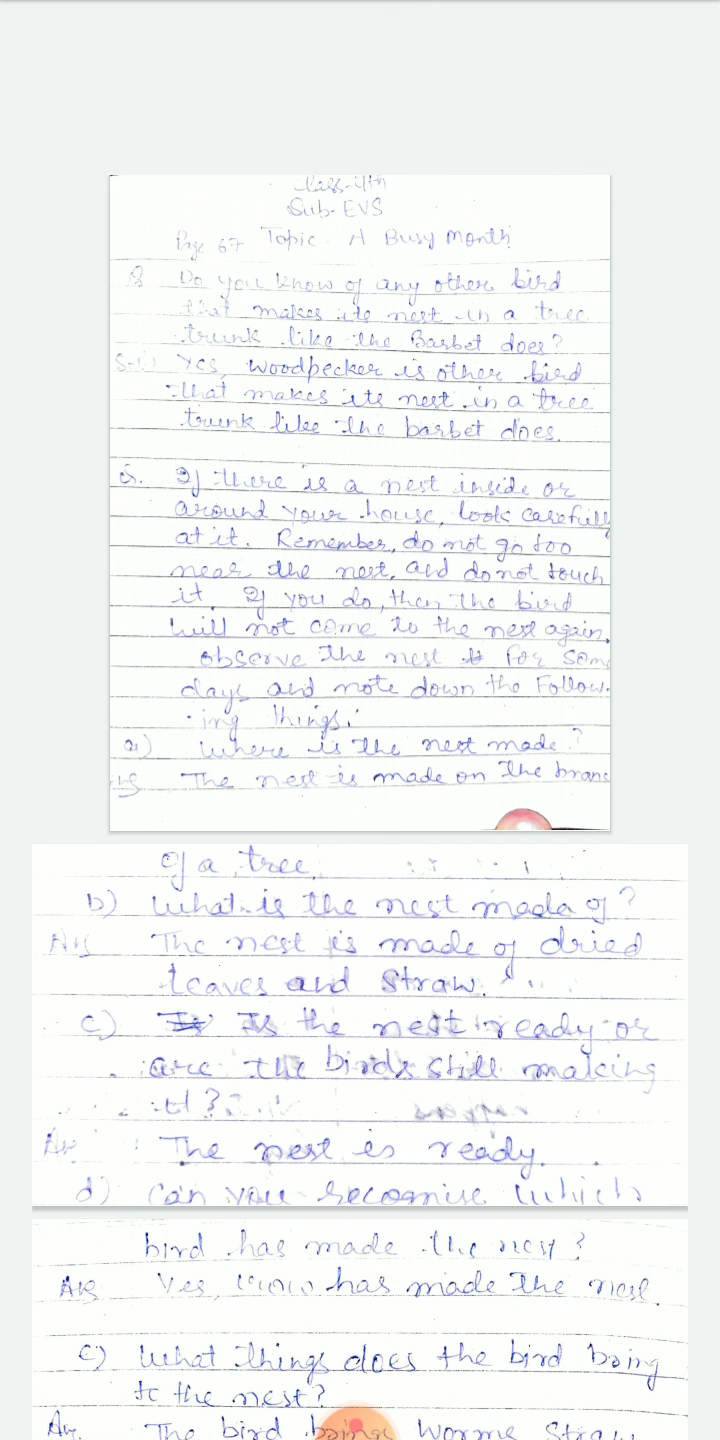 Class-4th
Sub-EVS
Page 67 Topic. A Busy Month
Q Do you know of any other bird
that makes its nest in a tree
trunk like the Barbet does?
Yes, woodpecker is other bird
that makes its nest in a tree
trunk like the barbet does.
Q. If there is a nest inside or
around your house, look carefully
at it. Remember, do not go too
near the nest, and do not touch
it. If you do, then the bird
will not come to the nest again.
observe the nest for some
days and note down the Follow-
ing things:
a) Where is the nest made?
Ans The nest is made on the branc
of a tree.
b) What is the nest made of?
Ans The nest is made of dried
leaves and straw.
c) Is the nest ready or
are the birds still making
it?
An The nest is ready.
d) Can you recognise which
bird has made the nest?
Ans Yes, has made the nest.
e) What things does the bird bring
to the nest?
An. The bird brings worms straw